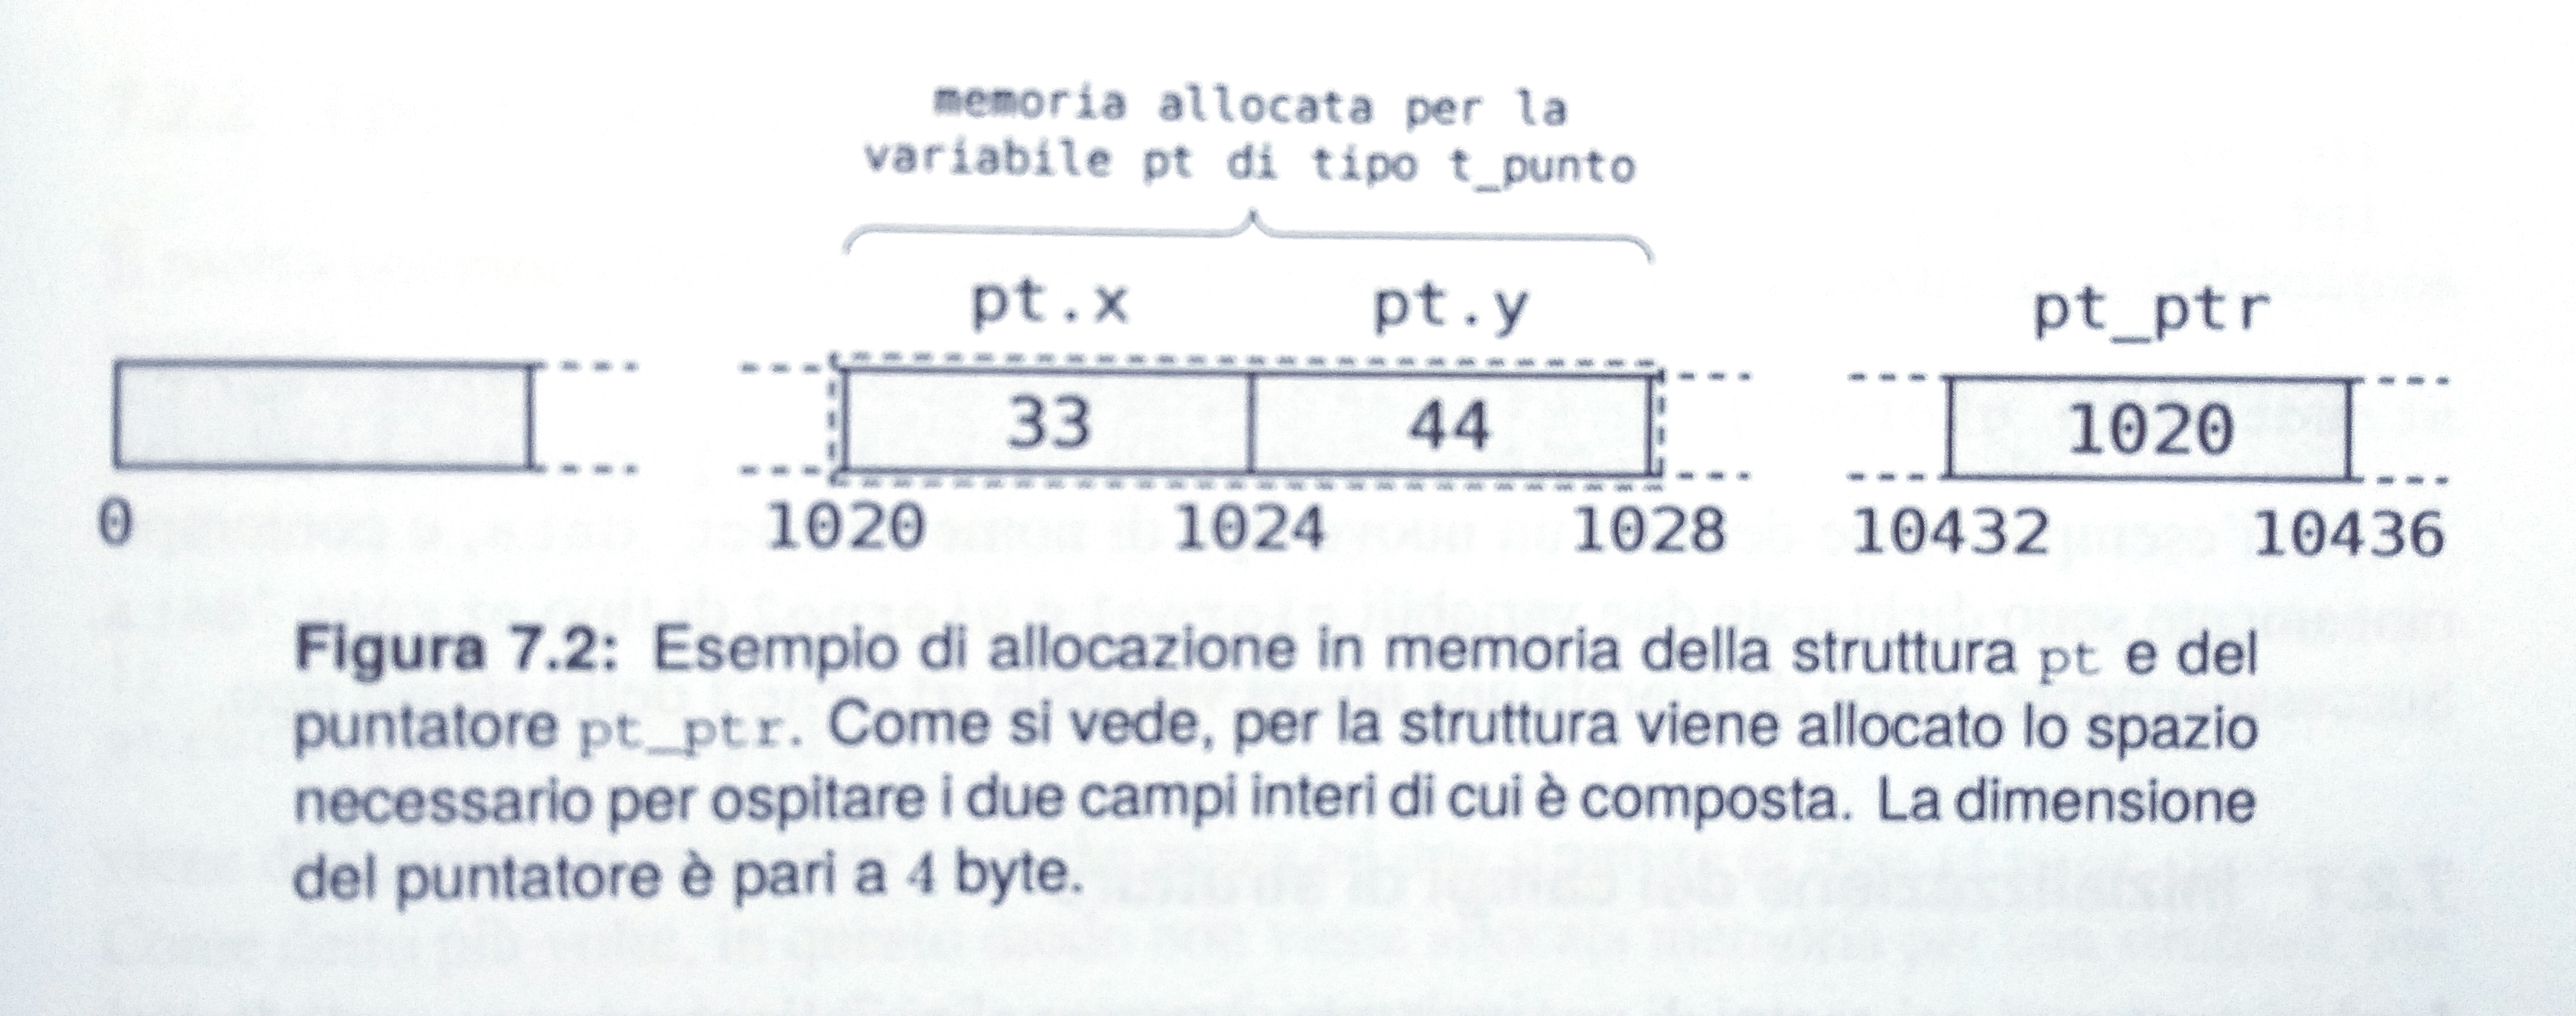 memoria allocata per la
variabile pt di tipo t_punto
pt.x pt.y pt_ptr
33 44 1020
0 1020 1024 1028 10432 10436
Figura 7.2: Esempio di allocazione in memoria della struttura pt e del
puntatore pt_ptr. Come si vede, per la struttura viene allocato lo spazio
necessario per ospitare i due campi interi di cui è composta. La dimensione
del puntatore è pari a 4 byte.